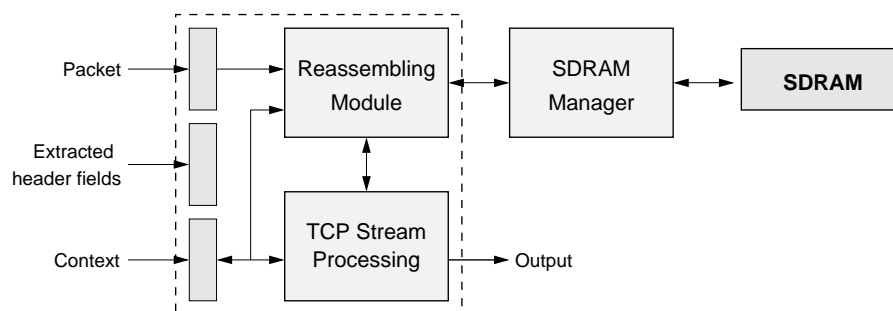 Packet
Extracted
header fields
Context
Reassembling
Module
TCP Stream
Processing
SDRAM
Manager
SDRAM
Output